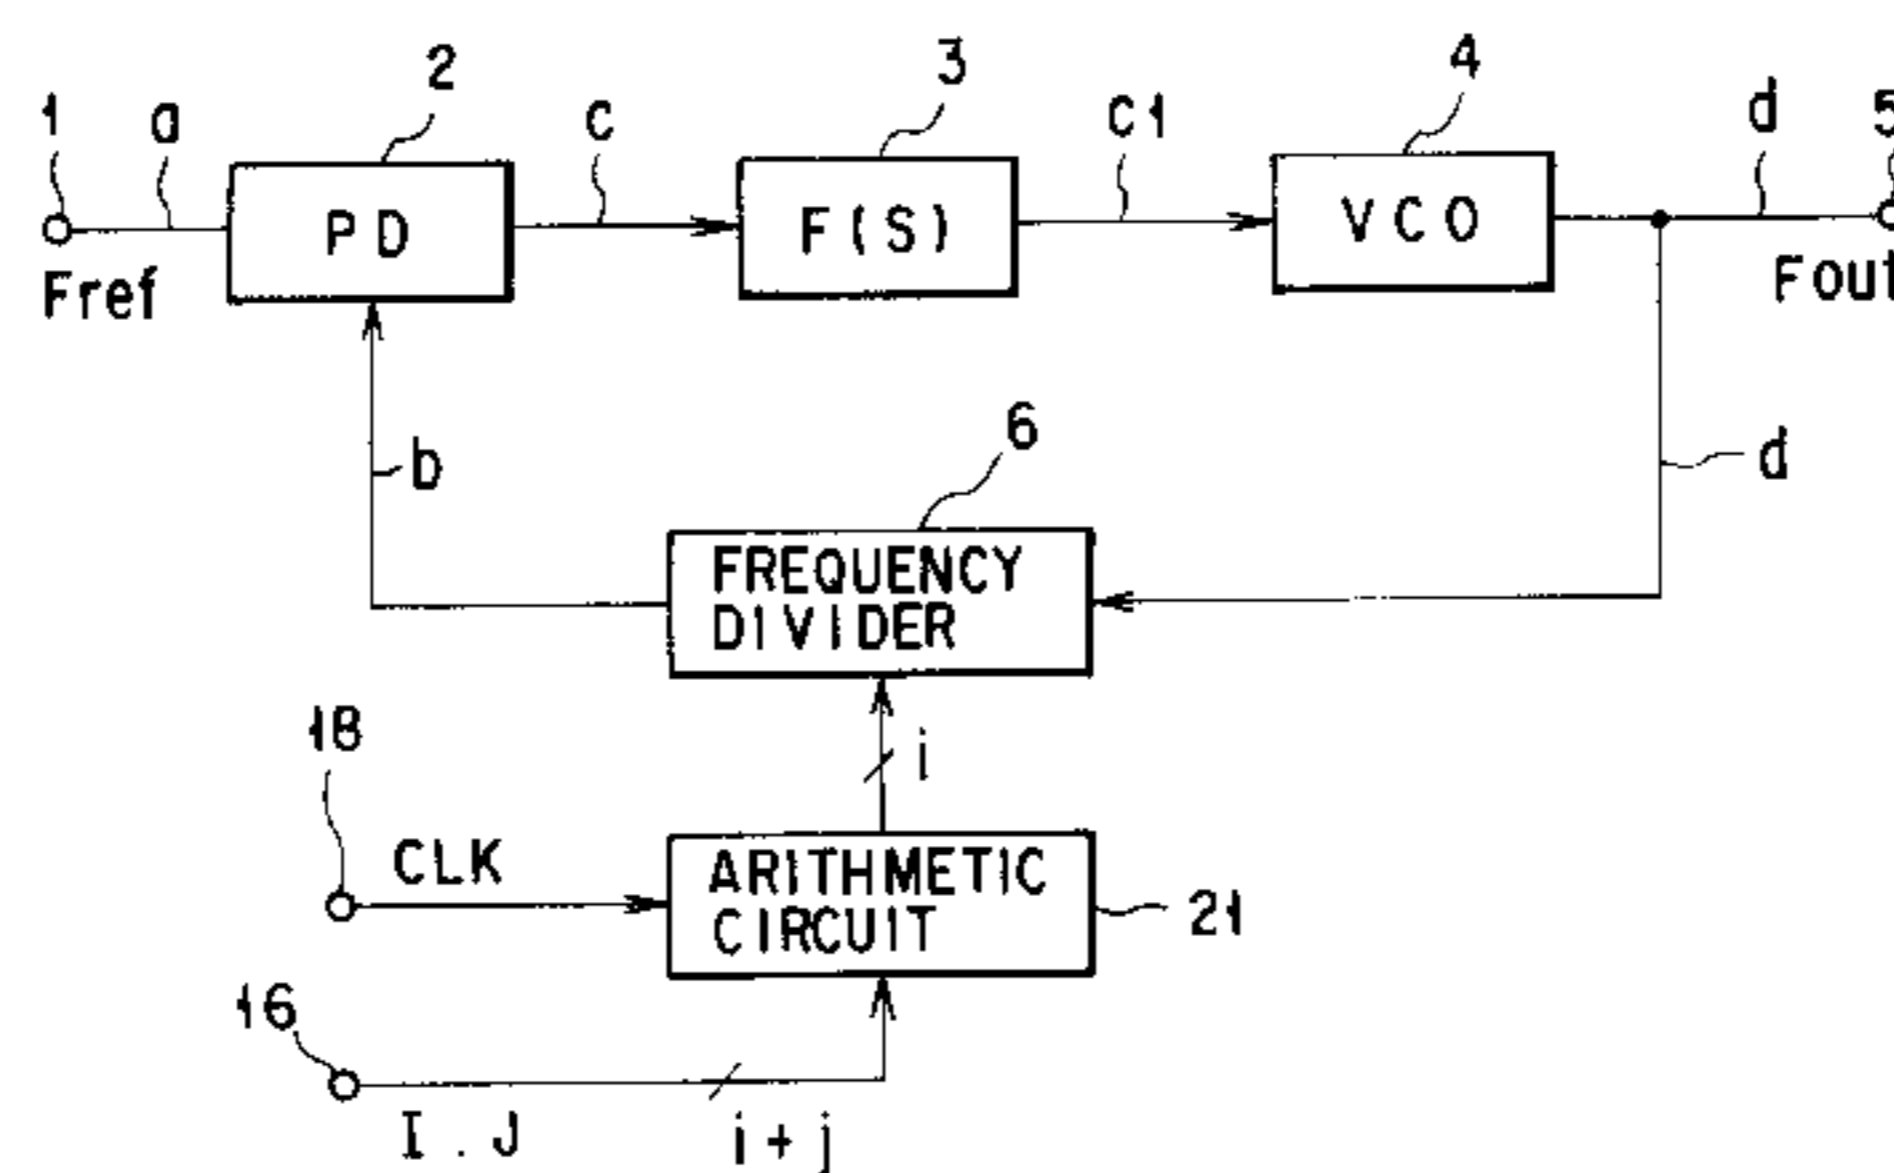 1
a
2
c
3
c1
4
d
5
PD
F(S)
VCO
Fref
Fout
b
6
d
FREQUENCY
DIVIDER
i
18
CLK
ARITHMETIC
CIRCUIT
21
16
I . J
i + j